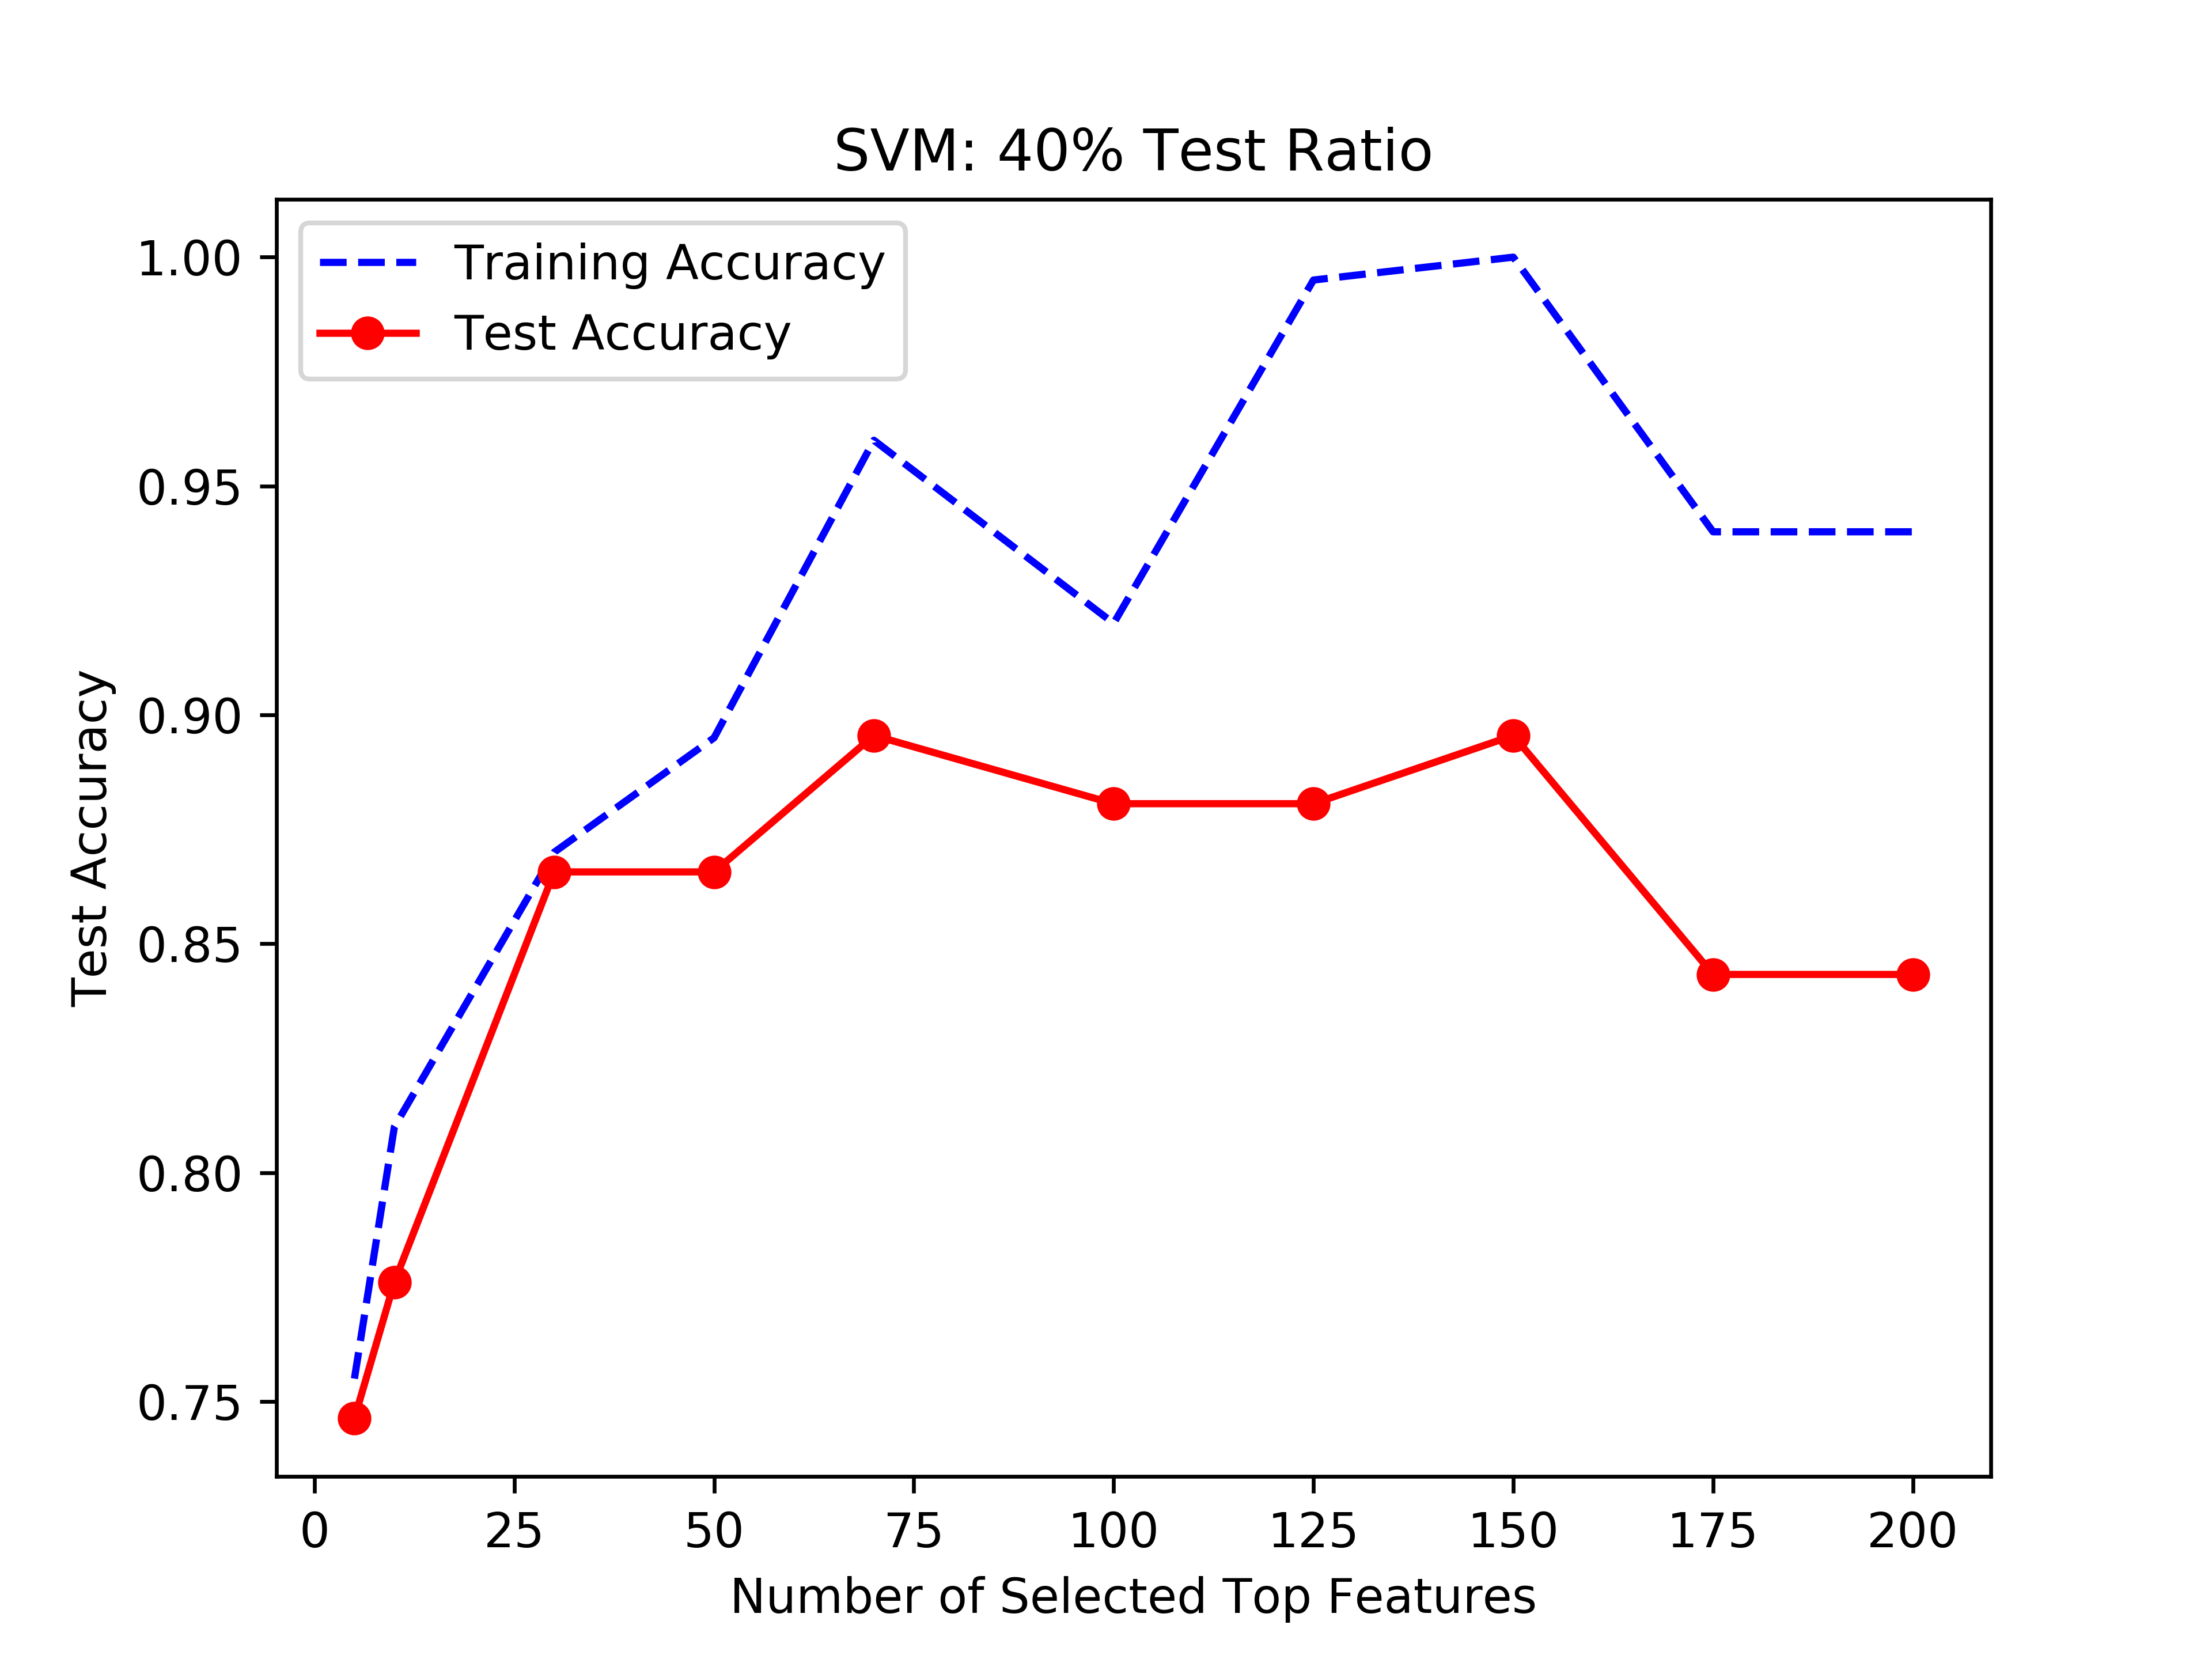 SVM: 40% Test Ratio
Training Accuracy
Test Accuracy
1.00
0.95
0.90
0.85
0.80
0.75
Test Accuracy
0 25 50 75 100 125 150 175 200
Number of Selected Top Features